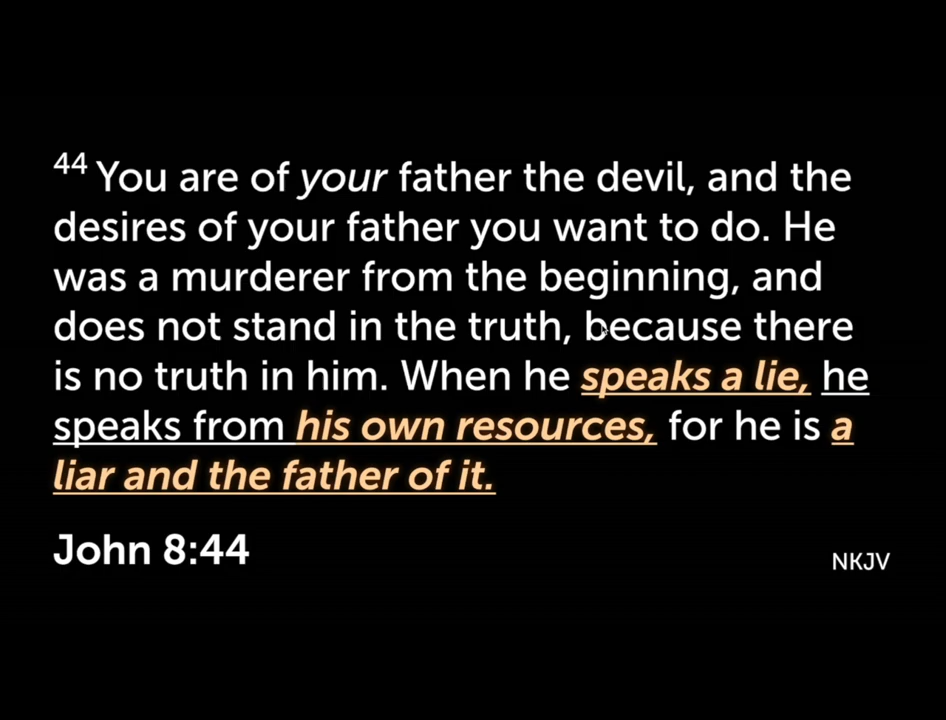 44 You are of your father the devil, and the
desires of your father you want to do. He
was a murderer from the beginning, and
does not stand in the truth, because there
is no truth in him. When he speaks a lie, he
speaks from his own resources, for he is a
liar and the father of it.
John 8:44
NKJV